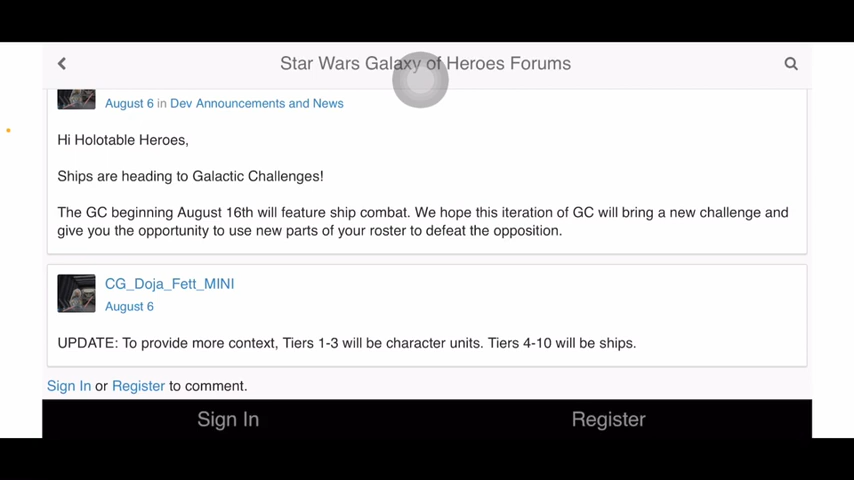 Star Wars Galaxy of Heroes Forums
August 6 in Dev Announcements and News
Hi Holotable Heroes,
Ships are heading to Galactic Challenges!
The GC beginning August 16th will feature ship combat. We hope this iteration of GC will bring a new challenge and
give you the opportunity to use new parts of your roster to defeat the opposition.
CG_Doja_Fett_MINI
August 6
UPDATE: To provide more context, Tiers 1-3 will be character units. Tiers 4-10 will be ships.
Sign In or Register to comment.
Sign In
Register